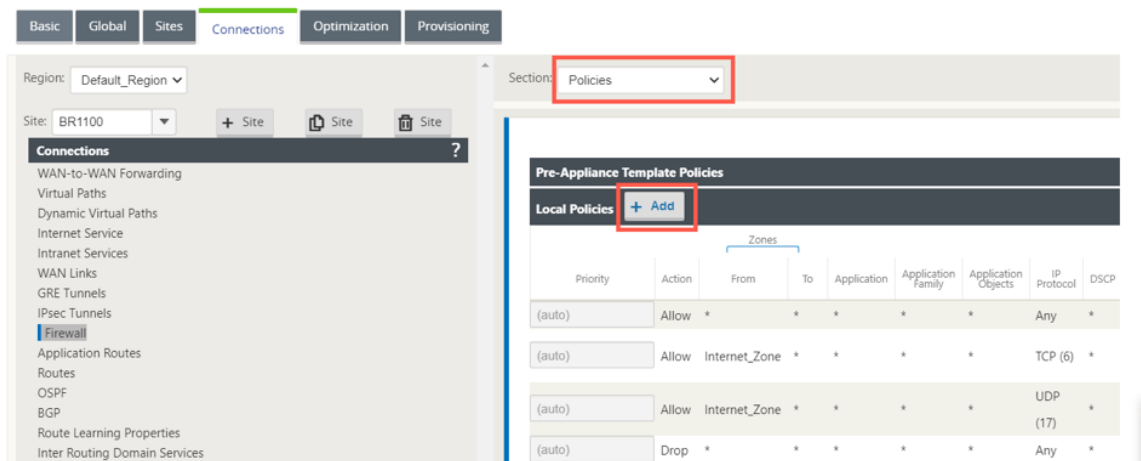 Basic Global Sites Connections Optimization Provisioning
Region: Default_Region
Section: Policies
Site: BR1100 + Site Site Site
Connections ?
WAN-to-WAN Forwarding
Virtual Paths
Dynamic Virtual Paths
Internet Service
Intranet Services
WAN Links
GRE Tunnels
IPsec Tunnels
Firewall
Application Routes
Routes
OSPF
BGP
Route Learning Properties
Inter Routing Domain Services
Pre-Appliance Template Policies
Local Policies + Add
Zones
Priority Action From To Application Application Family Application Objects IP Protocol DSCP
(auto) Allow * * * * * Any *
(auto) Allow Internet_Zone * * * * TCP (6) *
(auto) Allow Internet_Zone * * * * UDP (17) *
(auto) Drop * * * * * Any *